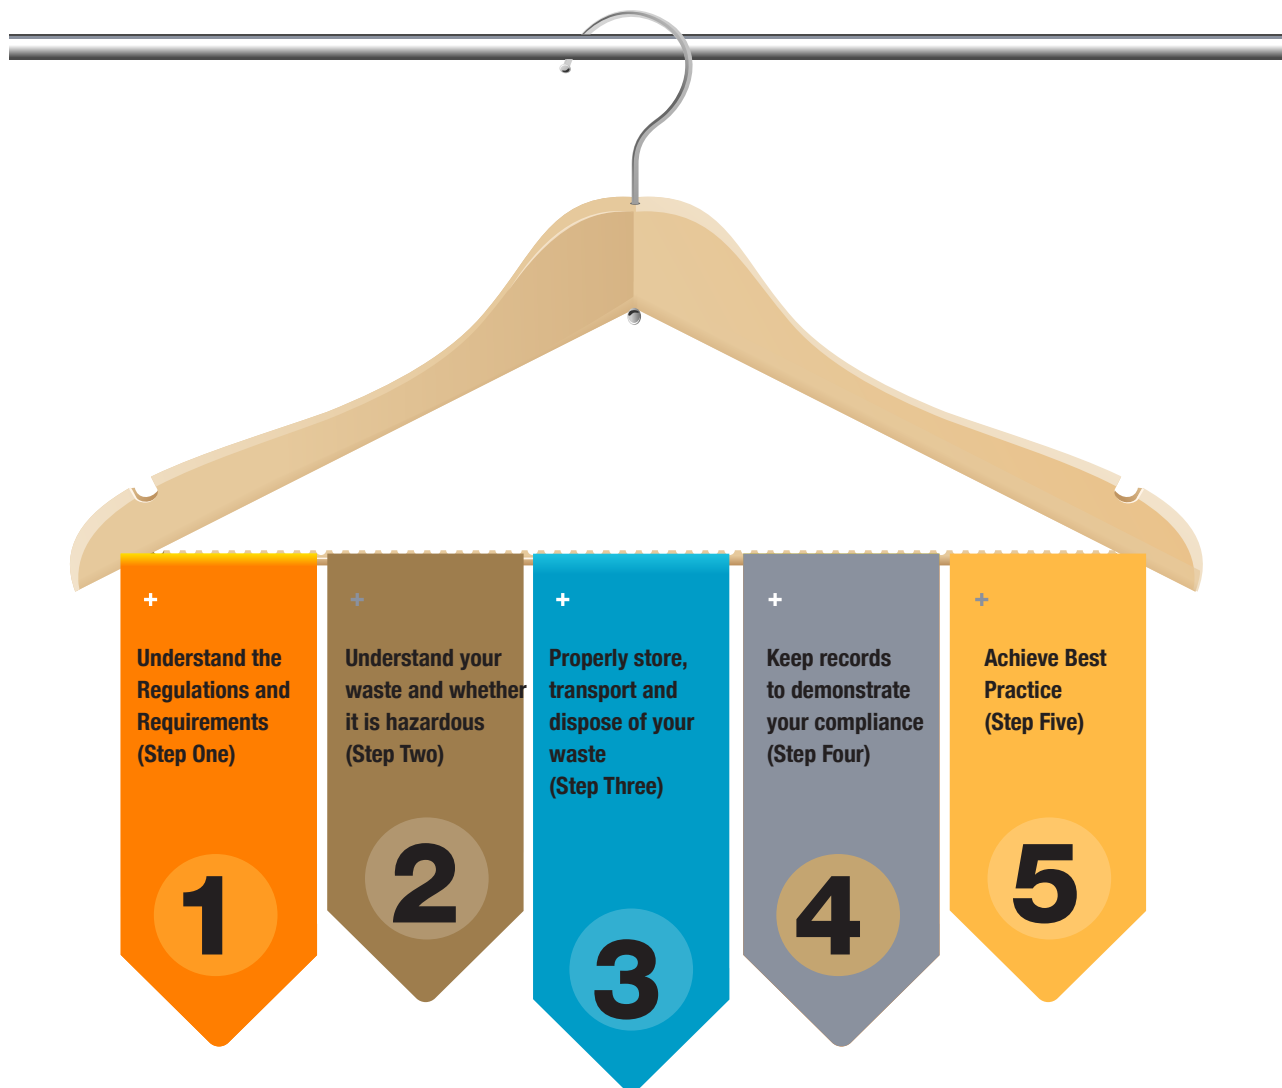 Understand the
Regulations and
Requirements
(Step One)
1
Understand your
waste and whether
it is hazardous
(Step Two)
2
Properly store,
transport and
dispose of your
waste
(Step Three)
3
Keep records
to demonstrate
your compliance
(Step Four)
4
Achieve Best
Practice
(Step Five)
5